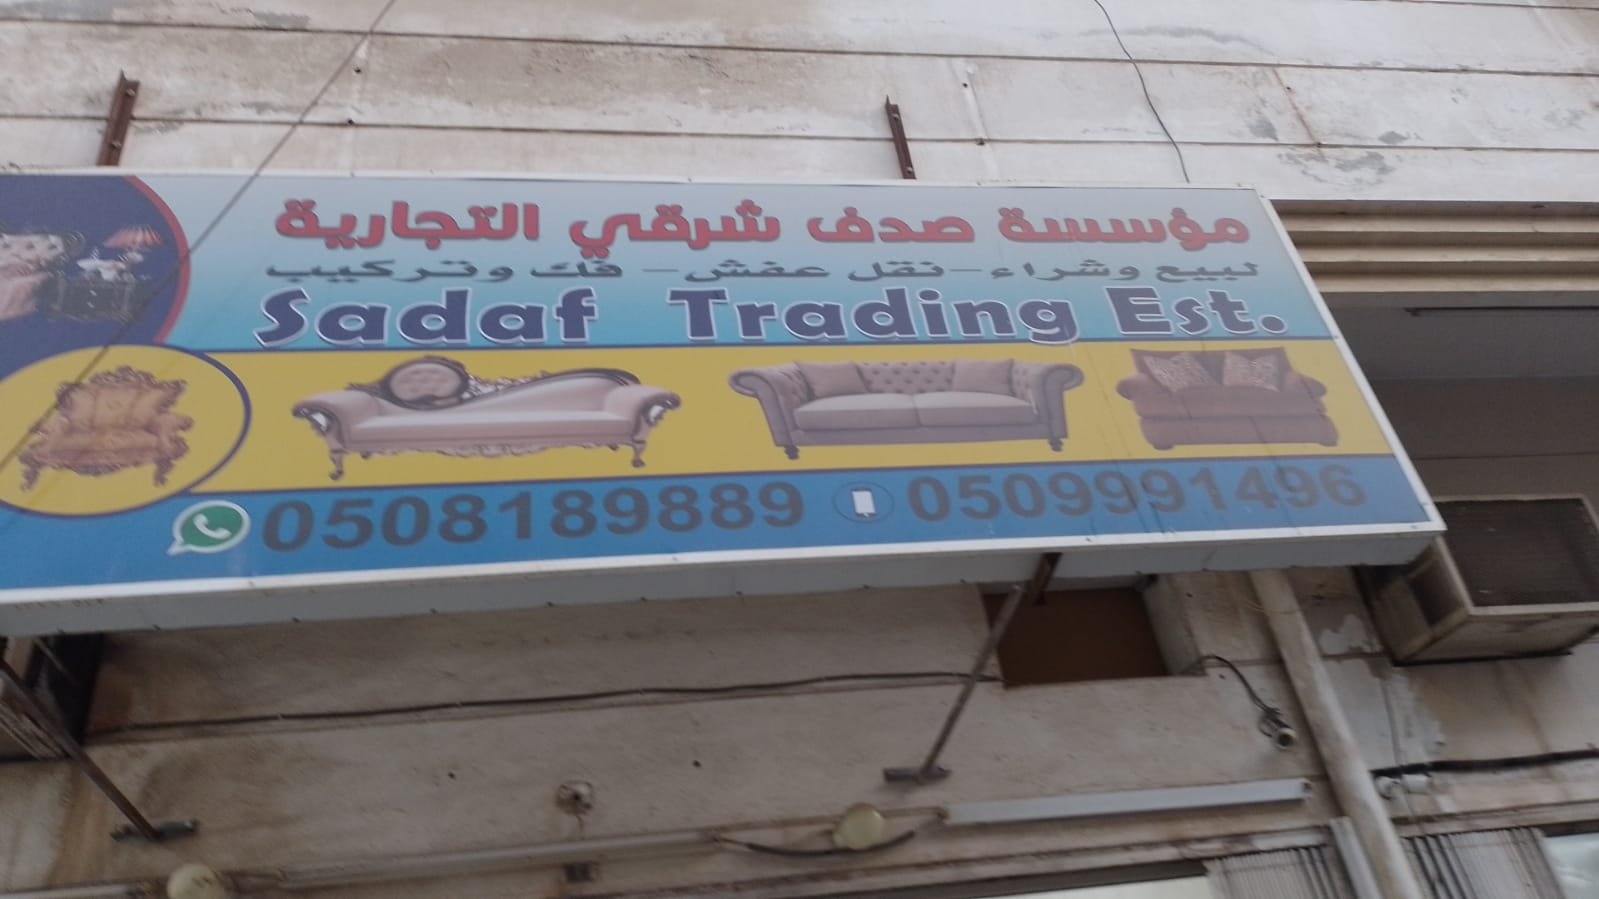 مؤسسة صدف شرقي التجارية
لبيع وشراء - نقل عفش - فك وتركيب
Sadaf Trading Est.
0508189889 0509991496